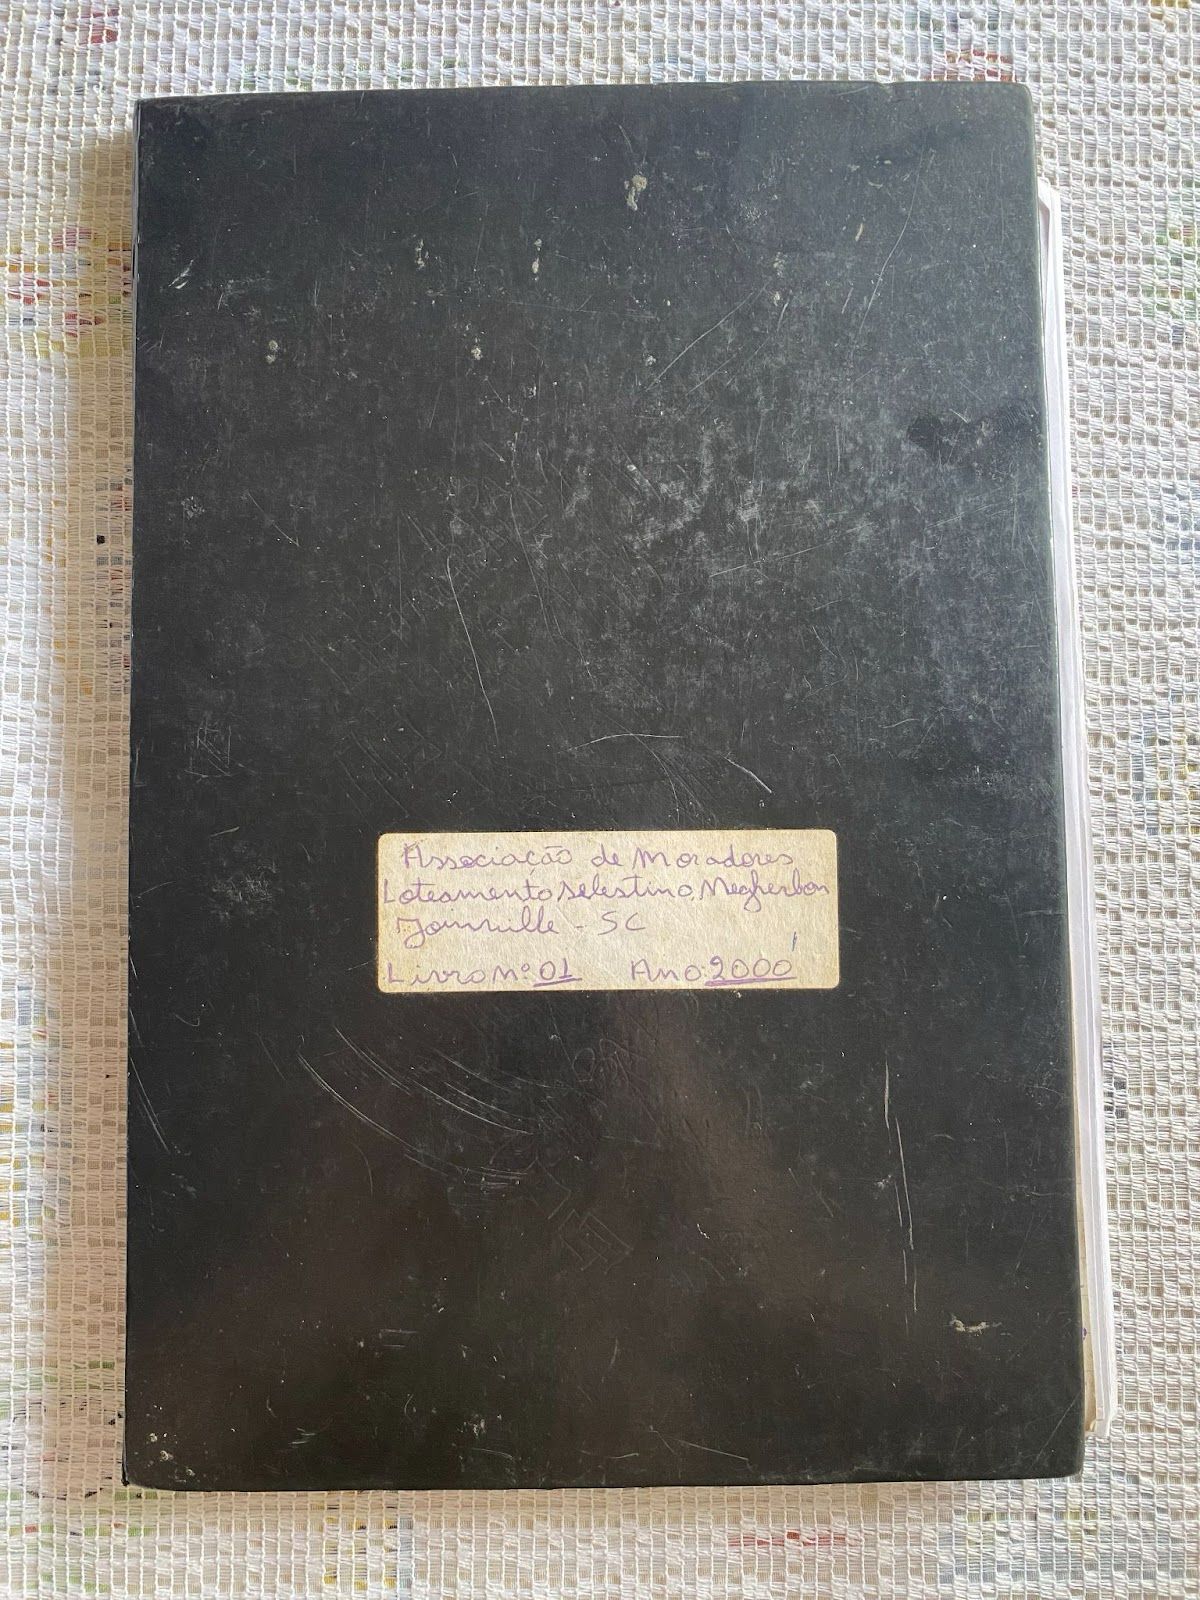 Associação de Moradores
Loteamento Selestino, Megherbon
Joinville - SC
Livro Nº 01 Ano: 2000